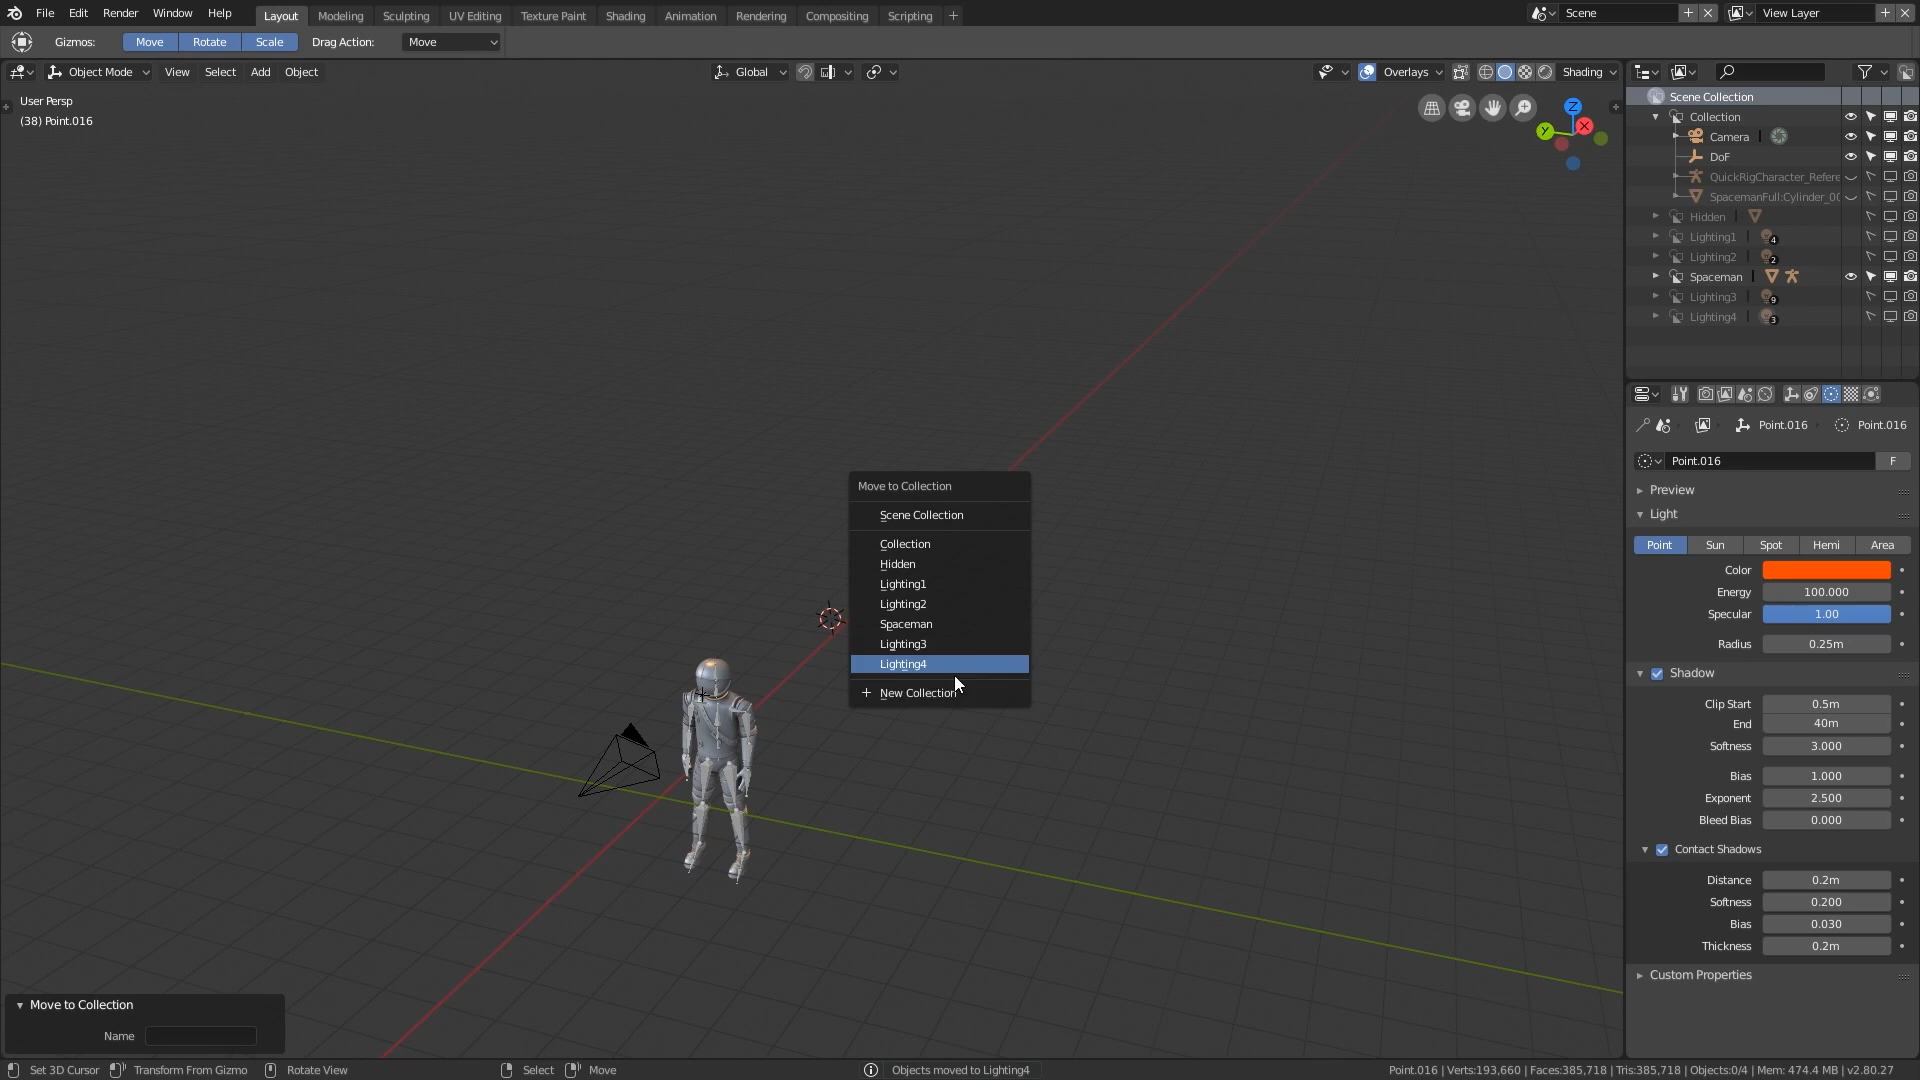 File Edit Render Window Help Layout Modeling Sculpting UV Editing Texture Paint Shading Animation Rendering Compositing Scripting + Scene View Layer
Gizmos: Move Rotate Scale Drag Action: Move
Object Mode View Select Add Object Global Overlays Shading
User Persp
(38) Point.016
Z
Y
X
Scene Collection
Collection
Camera
DoF
QuickRigCharacter_Refere
SpacemanFull:Cylinder_00
Hidden
Lighting1 4
Lighting2 2
Spaceman
Lighting3 9
Lighting4 3
Point.016 Point.016
Point.016 F
Preview
Light
Point Sun Spot Hemi Area
Color
Energy 100.000
Specular 1.00
Radius 0.25m
Shadow
Clip Start 0.5m
End 40m
Softness 3.000
Bias 1.000
Exponent 2.500
Bleed Bias 0.000
Contact Shadows
Distance 0.2m
Softness 0.200
Bias 0.030
Thickness 0.2m
Custom Properties
Move to Collection
Scene Collection
Collection
Hidden
Lighting1
Lighting2
Spaceman
Lighting3
Lighting4
+ New Collection
Move to Collection
Name
Set 3D Cursor Transform From Gizmo Rotate View Select Move Objects moved to Lighting4 Point.016 | Verts:193,660 | Faces:385,718 | Tris:385,718 | Objects:0/4 | Mem: 474.4 MB | v2.80.27